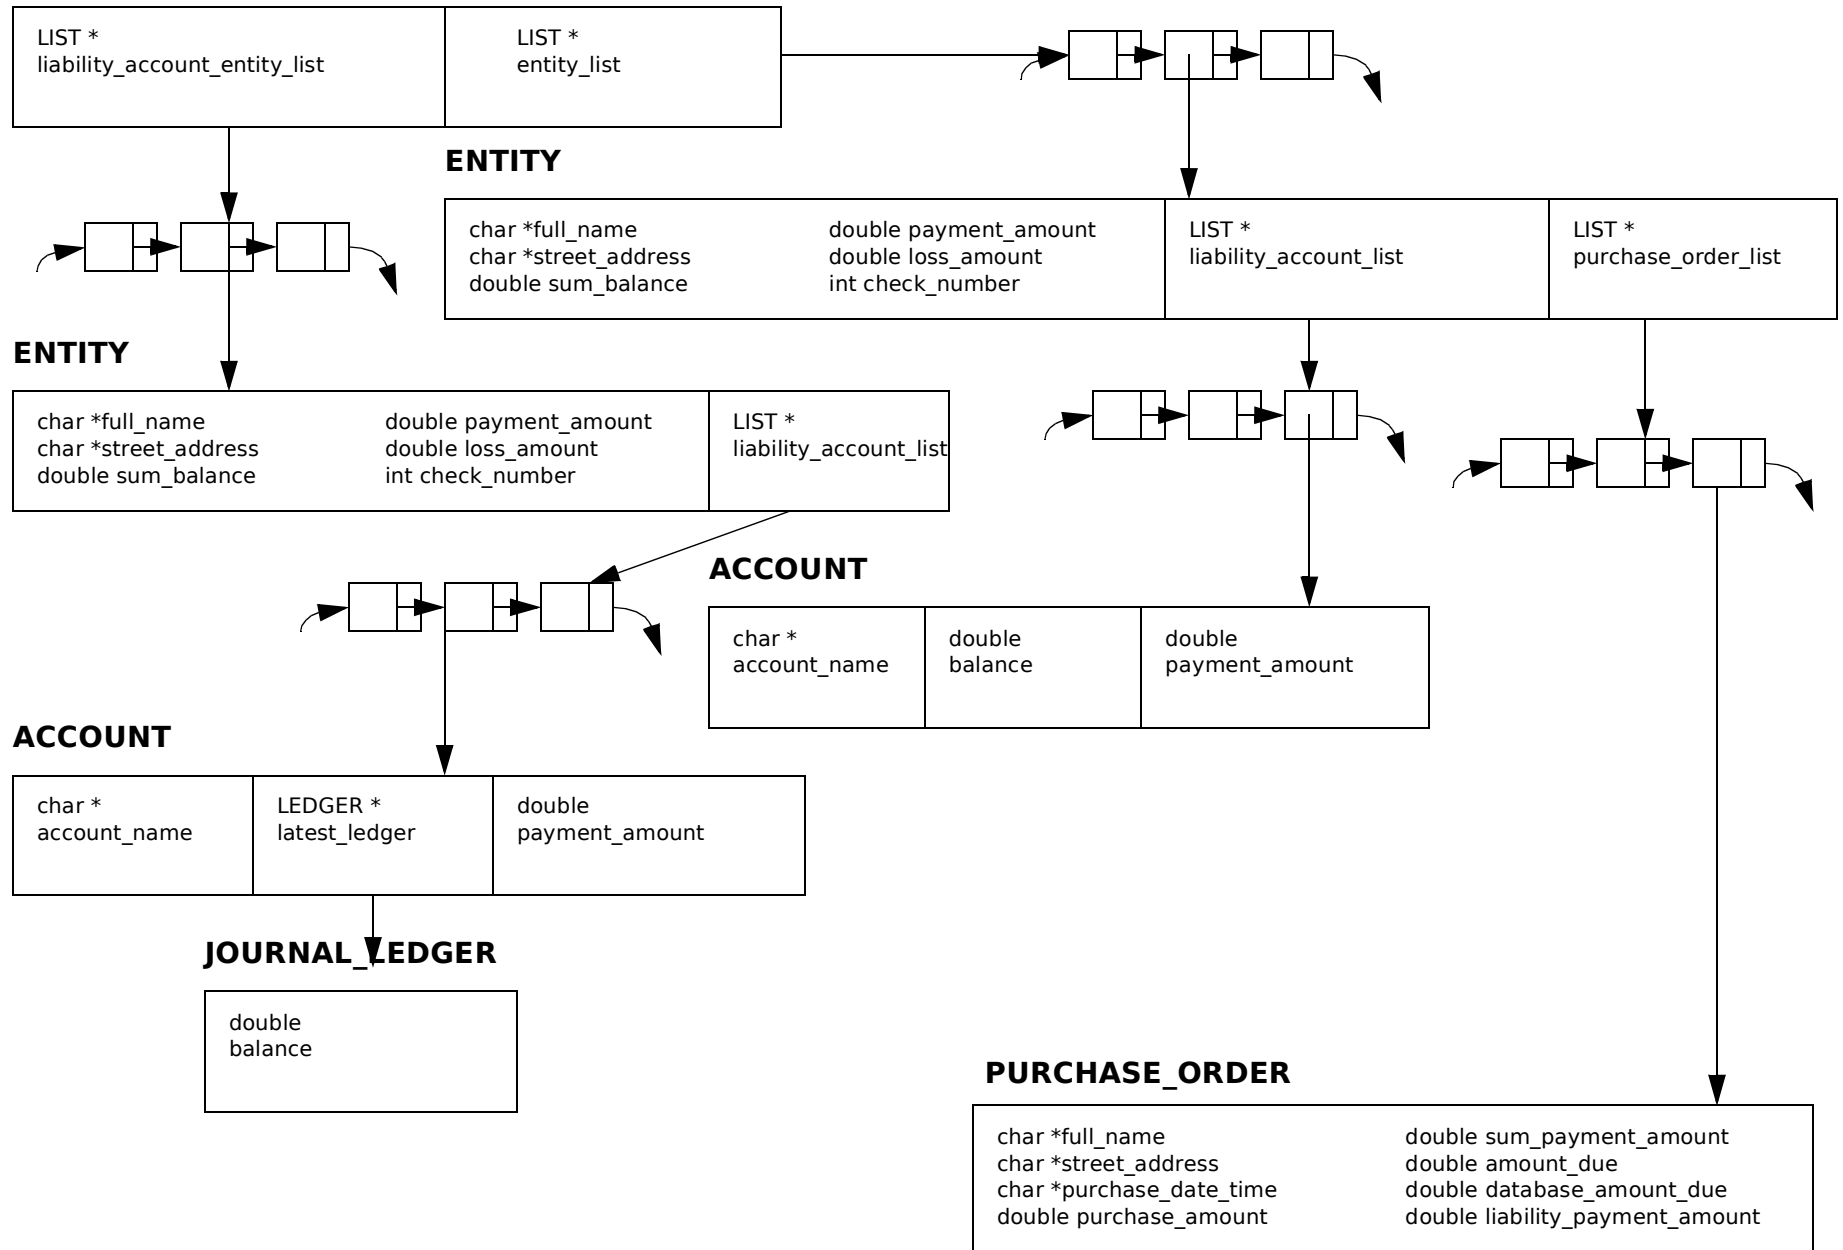 LIST *
liability_account_entity_list
LIST *
entity_list
ENTITY
char *full_name
char *street_address
double sum_balance
double payment_amount
double loss_amount
int check_number
LIST *
liability_account_list
LIST *
purchase_order_list
ENTITY
char *full_name
char *street_address
double sum_balance
double payment_amount
double loss_amount
int check_number
LIST *
liability_account_list
ACCOUNT
char *
account_name
double
balance
double
payment_amount
ACCOUNT
char *
account_name
LEDGER *
latest_ledger
double
payment_amount
JOURNAL_LEDGER
double
balance
PURCHASE_ORDER
char *full_name
char *street_address
char *purchase_date_time
double purchase_amount
double sum_payment_amount
double amount_due
double database_amount_due
double liability_payment_amount